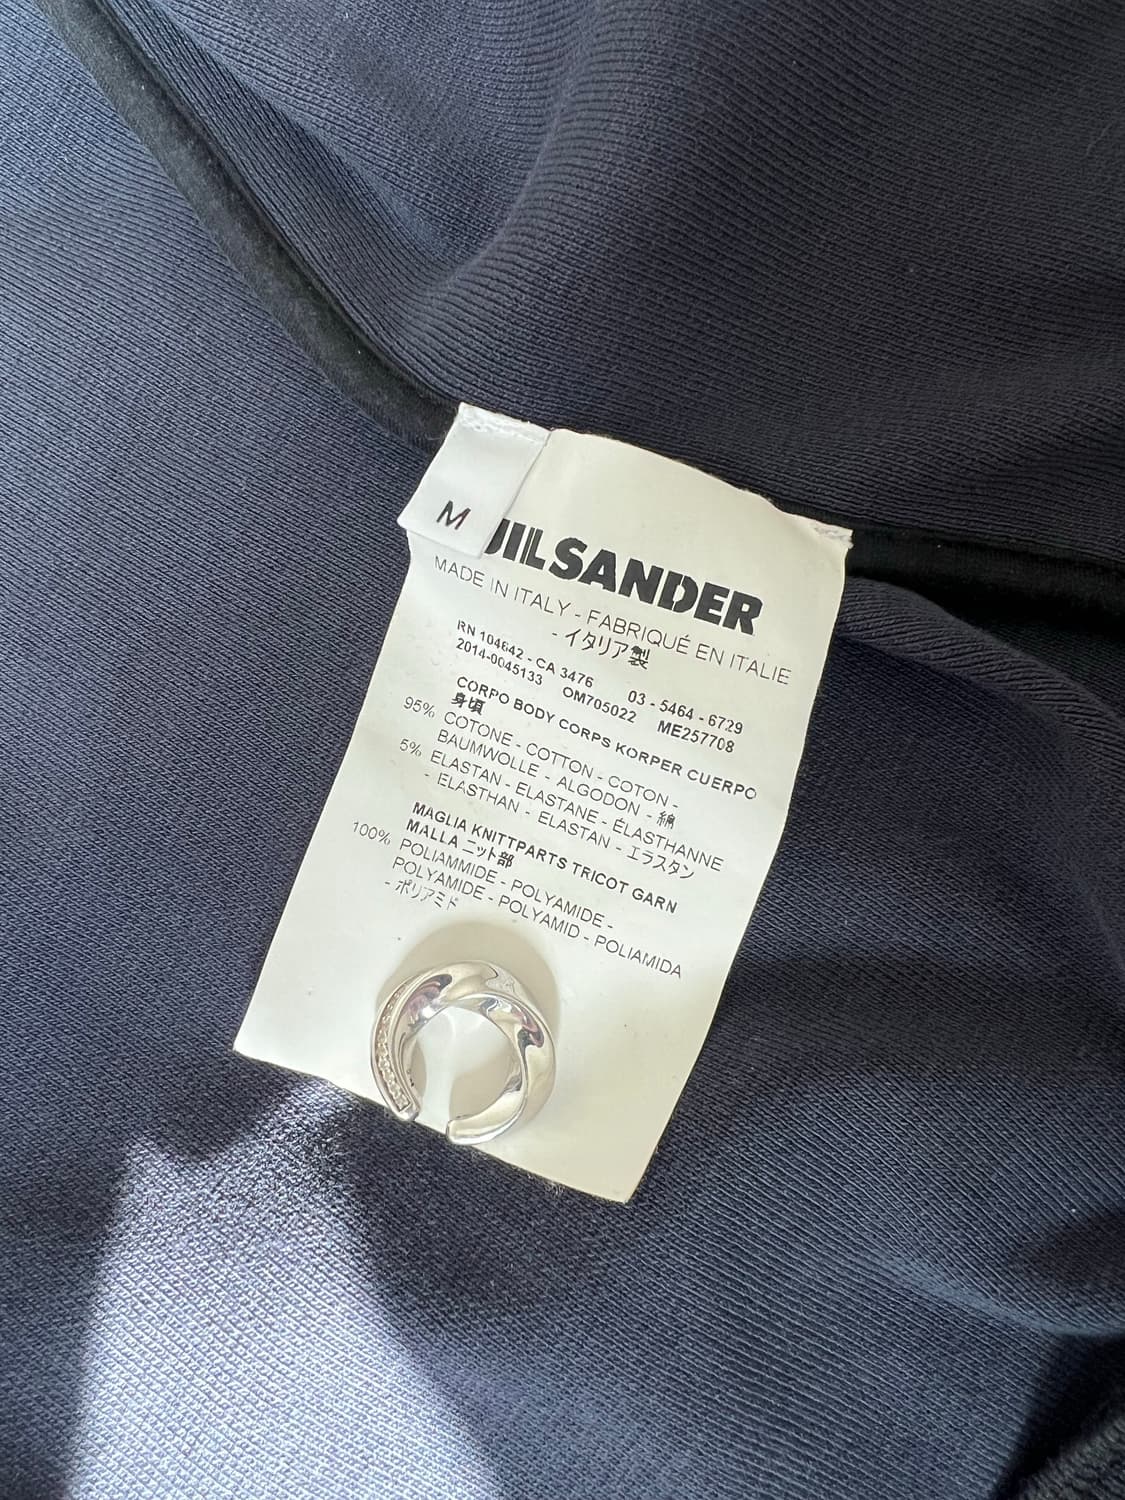 M
JIL SANDER
MADE IN ITALY - FABRIQUÉ EN ITALIE
- イタリア製
RN 104642 - CA 3476 03 - 5464 - 6729
2014-0045133 OM705022 ME257708
CORPO BODY CORPS KORPER CUERPO
身頃
95% COTONE - COTTON - COTON -
BAUMWOLLE - ALGODON - 綿
5% ELASTAN - ELASTANE - ÉLASTHANNE
- ELASTHAN - ELASTAN - エラスタン
MAGLIA KNITTPARTS TRICOT GARN
MALLA ニット部
100% POLIAMMIDE - POLYAMIDE -
POLYAMIDE - POLYAMID - POLIAMIDA
- ポリアミド